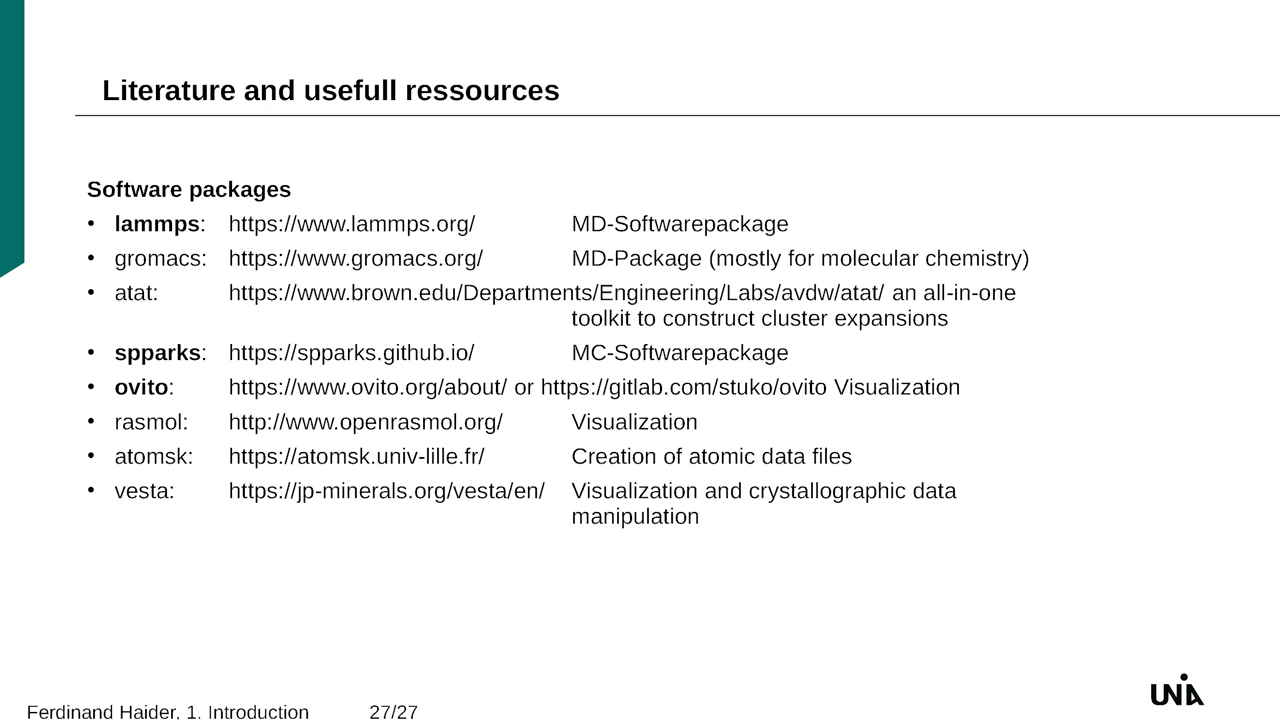 Literature and usefull ressources
Software packages
• lammps: https://www.lammps.org/ MD-Softwarepackage
• gromacs: https://www.gromacs.org/ MD-Package (mostly for molecular chemistry)
• atat: https://www.brown.edu/Departments/Engineering/Labs/avdw/atat/ an all-in-one
toolkit to construct cluster expansions
• spparks: https://spparks.github.io/ MC-Softwarepackage
• ovito: https://www.ovito.org/about/ or https://gitlab.com/stuko/ovito Visualization
• rasmol: http://www.openrasmol.org/ Visualization
• atomsk: https://atomsk.univ-lille.fr/ Creation of atomic data files
• vesta: https://jp-minerals.org/vesta/en/ Visualization and crystallographic data
manipulation
Ferdinand Haider, 1. Introduction 27/27
UNIA